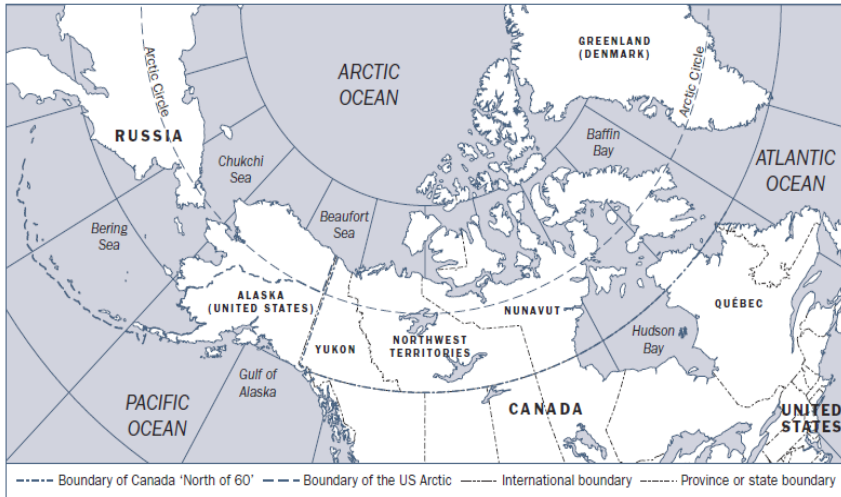 GREENLAND
(DENMARK)
ARCTIC
OCEAN
Arctic Circle
Arctic Circle
RUSSIA
Chukchi
Sea
Baffin
Bay
ATLANTIC
OCEAN
Bering
Sea
Beaufort
Sea
ALASKA
(UNITED STATES)
NUNAVUT
QUÉBEC
YUKON
NORTHWEST
TERRITORIES
Hudson
Bay
Gulf of
Alaska
PACIFIC
OCEAN
CANADA
UNITED
STATES
Boundary of Canada ‘North of 60’
Boundary of the US Arctic
International boundary
Province or state boundary